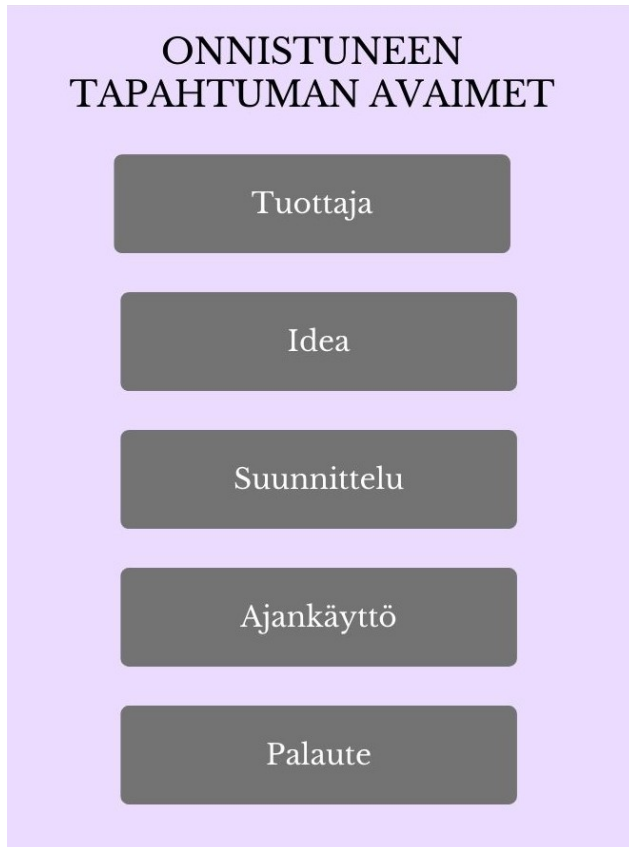 ONNISTUNEEN
TAPAHTUMAN AVAIMET
Tuottaja
Idea
Suunnittelu
Ajankäyttö
Palaute